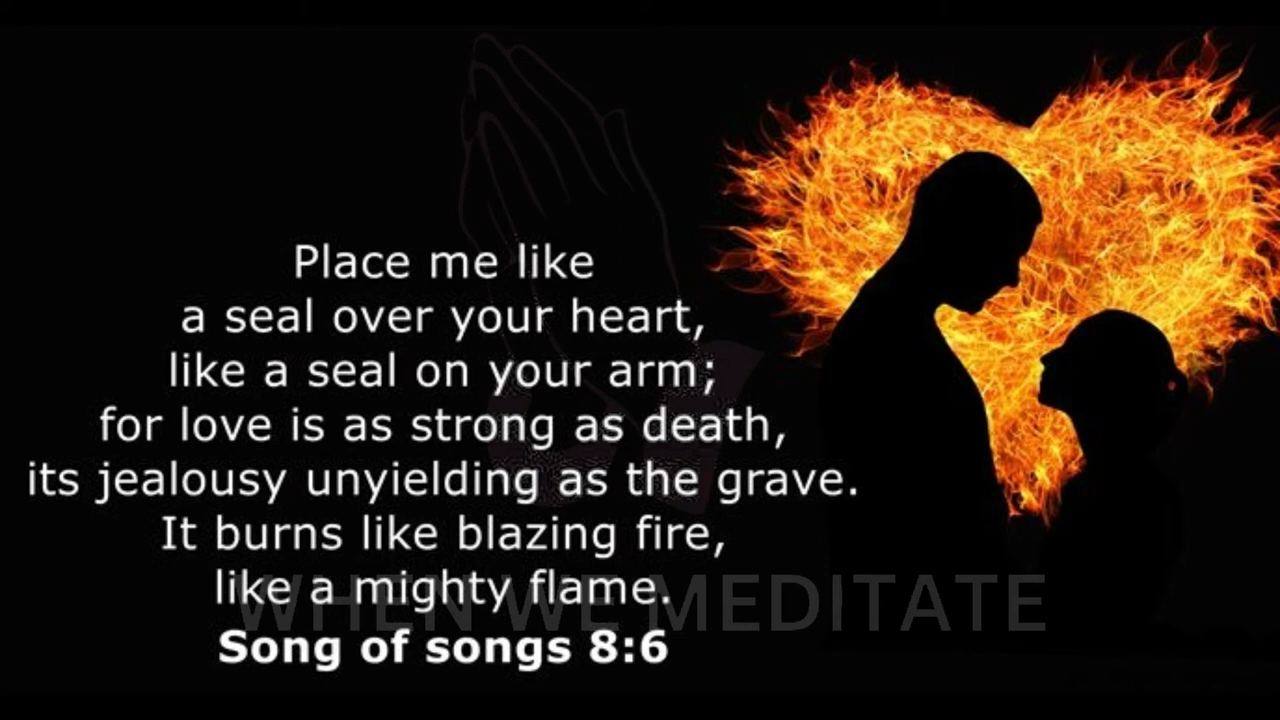 Place me like
a seal over your heart,
like a seal on your arm;
for love is as strong as death,
its jealousy unyielding as the grave.
It burns like blazing fire,
like a mighty flame.
WHEN WE MEDITATE
Song of songs 8:6